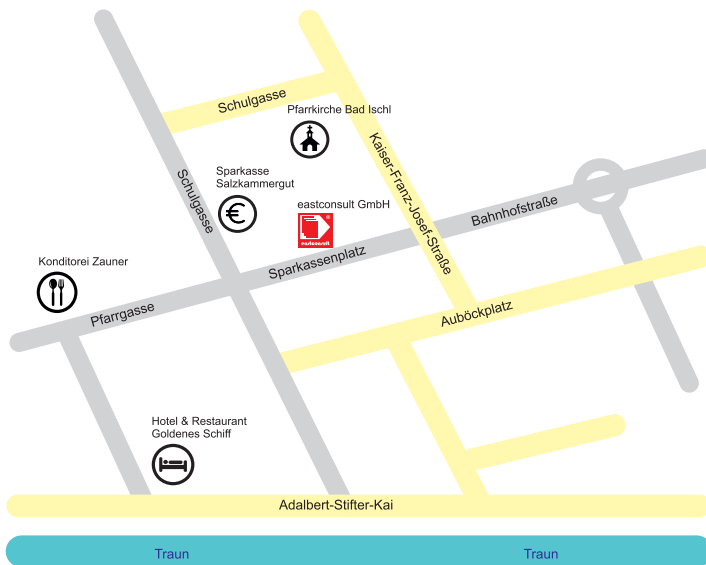 Schulgasse
Pfarrkirche Bad Ischl
Kaiser-Franz-Josef-Straße
Sparkasse
Salzkammergut
€
Schulgasse
eastconsult GmbH
®
eastconsult
Bahnhofstraße
Sparkassenplatz
Konditorei Zauner
Pfarrgasse
Auböckplatz
Hotel & Restaurant
Goldenes Schiff
Adalbert-Stifter-Kai
Traun
Traun